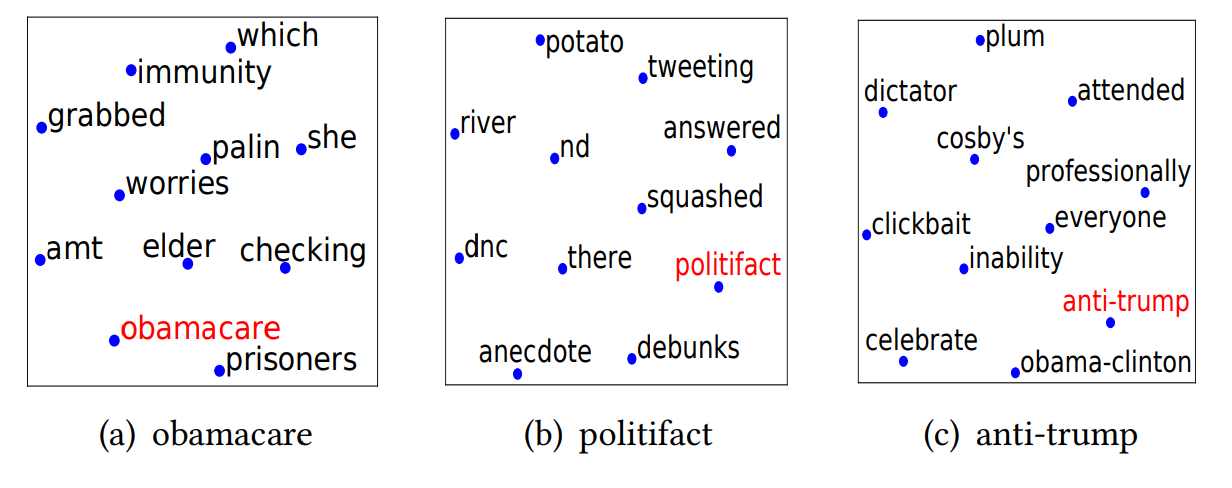 which
immunity
grabbed
palin
she
worries
amt
elder
checking
obamacare
prisoners
(a) obamacare
potato
tweeting
river
nd
answered
squashed
dnc
there
politifact
anecdote
debunks
(b) politifact
plum
dictator
attended
cosby's
professionally
clickbait
everyone
inability
anti-trump
celebrate
obama-clinton
(c) anti-trump